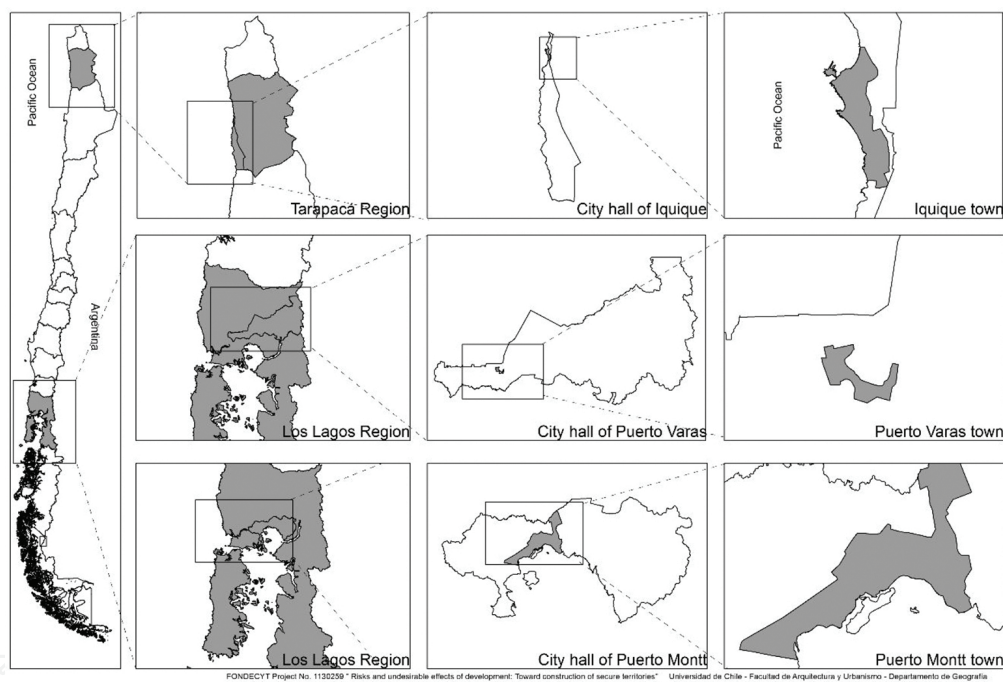 Pacific Ocean
Argentina
Tarapacá Region
City hall of Iquique
Pacific Ocean
Iquique town
Los Lagos Region
City hall of Puerto Varas
Puerto Varas town
Los Lagos Region
City hall of Puerto Montt
Puerto Montt town
FONDECYT Project No. 1130259 " Risks and undesirable effects of development: Toward construction of secure territories" Universidad de Chile - Facultad de Arquitectura y Urbanismo - Departamento de Geografía